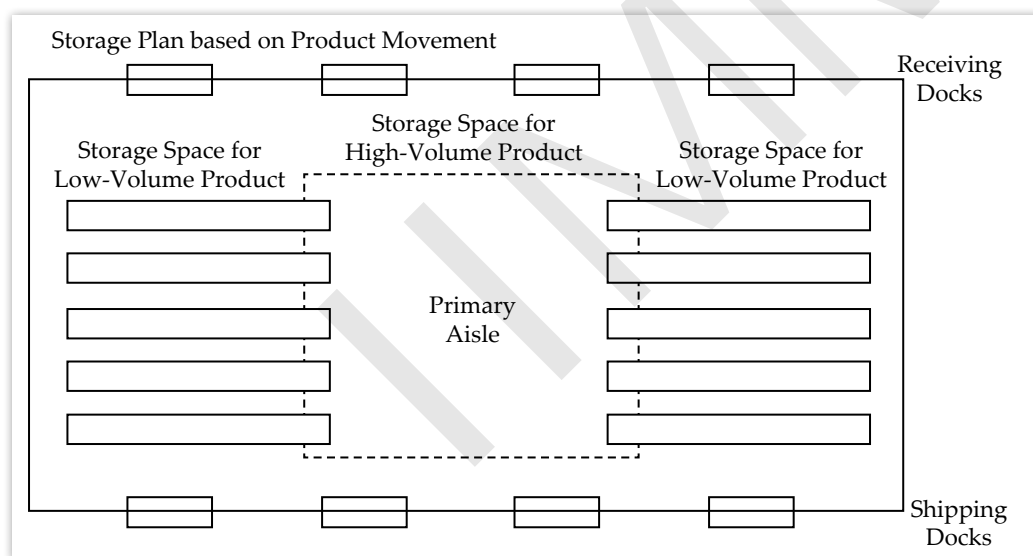 Storage Plan based on Product Movement
Receiving
Docks
Storage Space for
High-Volume Product
Storage Space for
Low-Volume Product
Storage Space for
Low-Volume Product
Primary
Aisle
Shipping
Docks